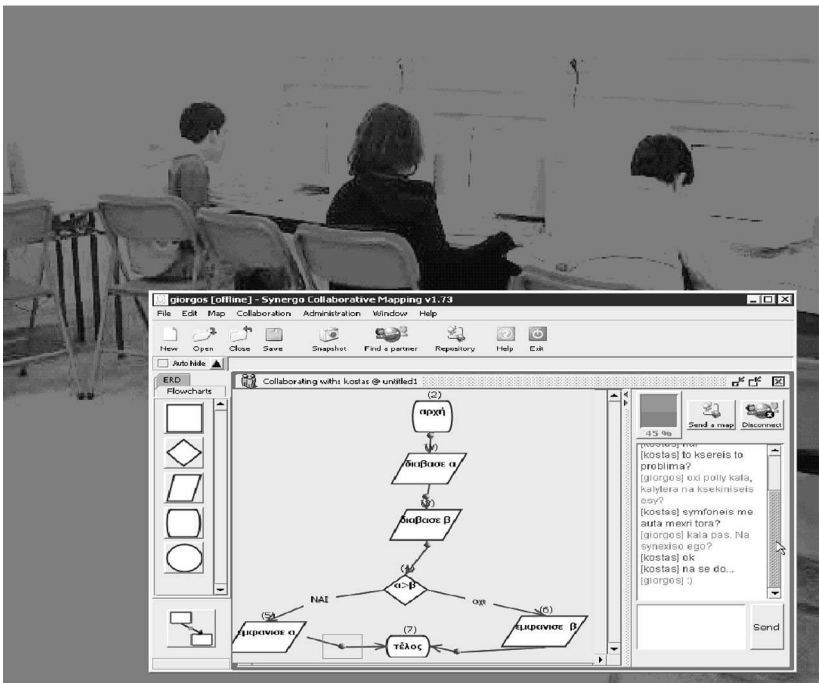 giorgos [offline] - Synergo Collaborative Mapping v1.73
File Edit Map Collaboration Administration Window Help
New Open Close Save Snapshot Find a partner Repository Help Exit
Auto hide
ERD
Flowcharts
Collaborating with: kostas @ untitled1
(2)
αρχή
διαβασε α
διαβασε β
α>β
ΝΑΙ
οχι
(5)
(6)
εμφανισε α
εμφανισε β
(7)
τέλος
45 %
Send a map
Disconnect
[kostas] to ksereis to
problima?
[giorgos] oxi polly kala,
kalytera na ksekiniseis
esy?
[kostas] symfoneis me
auta mexri tora?
[giorgos] kala pas. Na
synexiso ego?
[kostas] ok
[kostas] na se do...
[giorgos] :)
Send